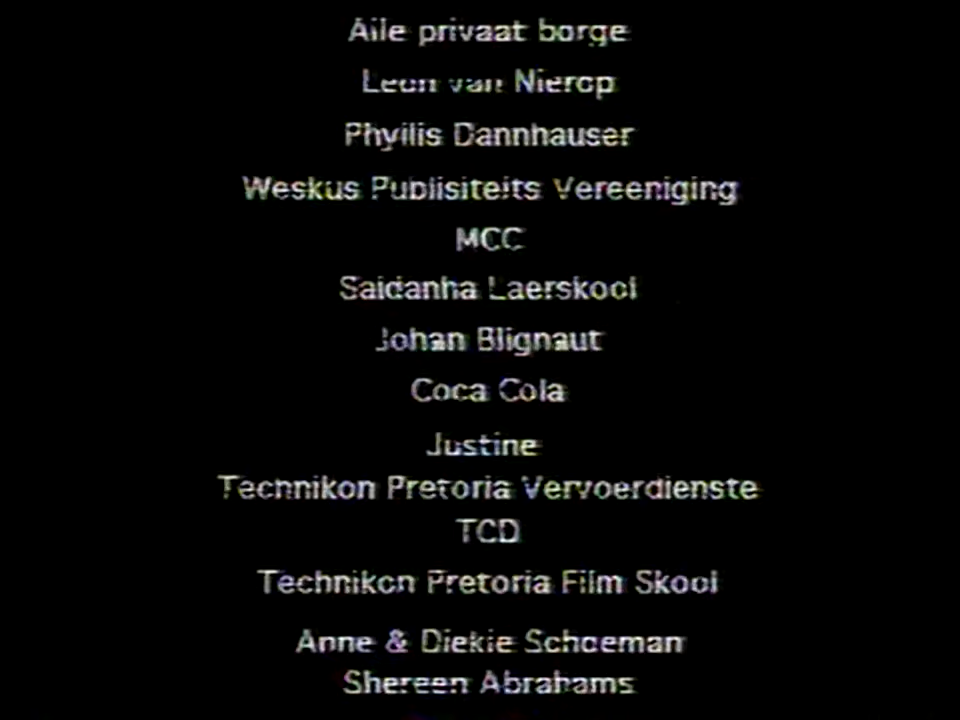 Alle privaat borge
Leon van Nierop
Phyllis Dannhauser
Weskus Publisiteits Vereeniging
MCC
Saldanha Laerskool
Johan Blignaut
Coca Cola
Justine
Technikon Pretoria Vervoerdienste
TCD
Technikon Pretoria Film Skool
Anne & Diekie Schoeman
Shereen Abrahams